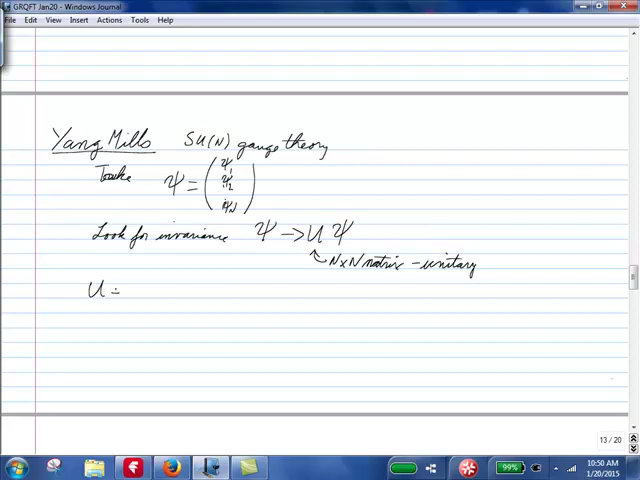 GRQFT Jan20 - Windows Journal
File Edit View Insert Actions Tools Help
Yang Mills SU(N) gauge theory
Take ψ = (ψ1 ψ2 ⋮ ψN)
Look for invariance ψ -> U ψ
N x N matrix - unitary
U =
13 / 20
99%
10:50 AM
1/20/2015